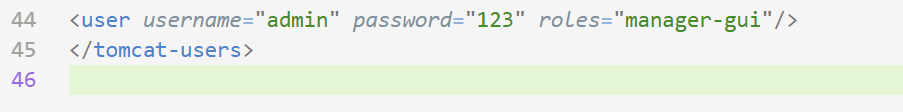 44 <user username="admin" password="123" roles="manager-gui"/>
45 </tomcat-users>
46